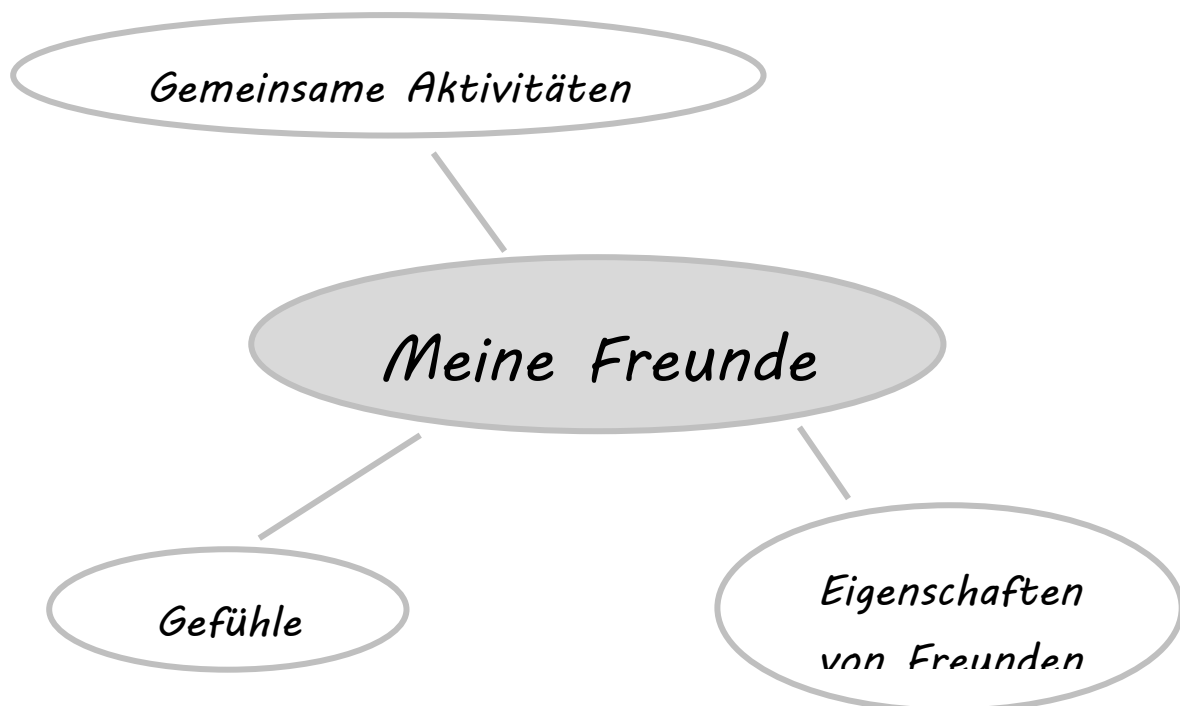 Gemeinsame Aktivitäten
Meine Freunde
Gefühle
Eigenschaften
von Freunden